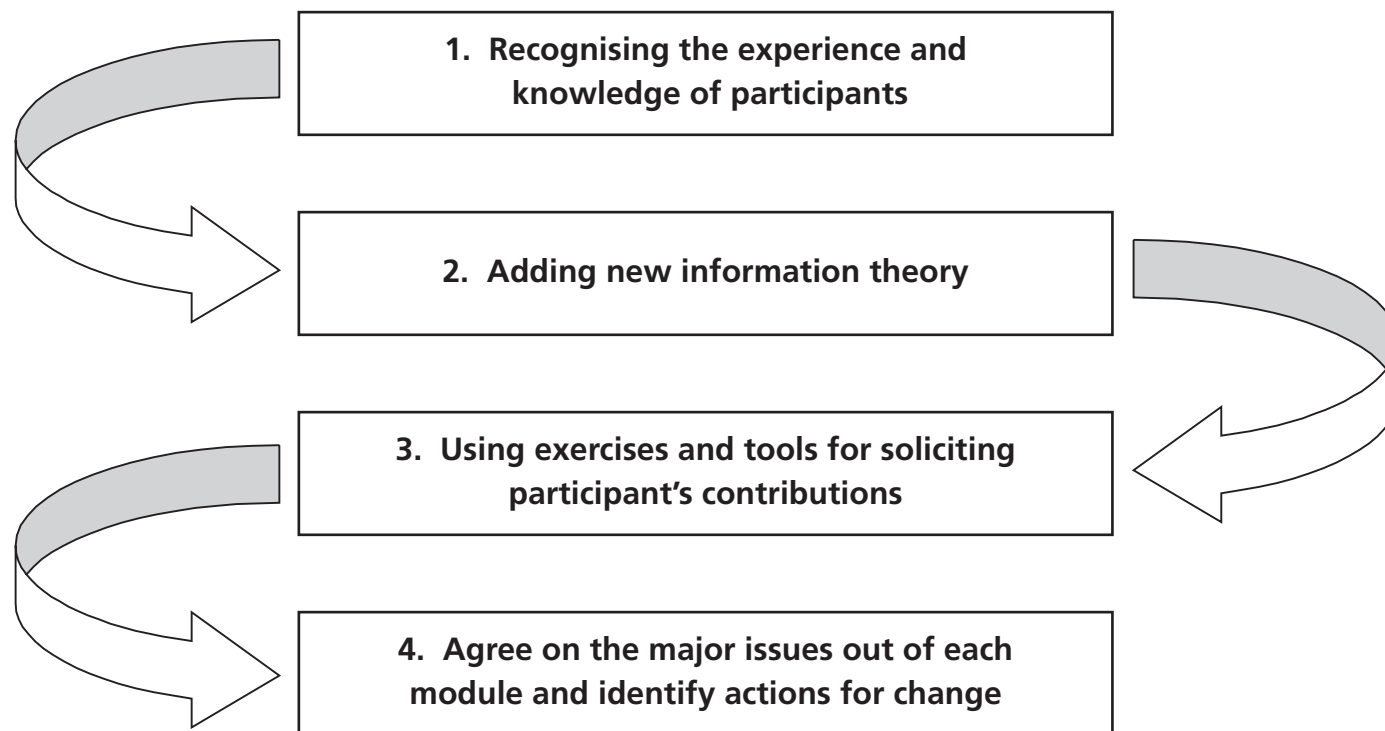 1. Recognising the experience and
knowledge of participants
2. Adding new information theory
3. Using exercises and tools for soliciting
participant's contributions
4. Agree on the major issues out of each
module and identify actions for change